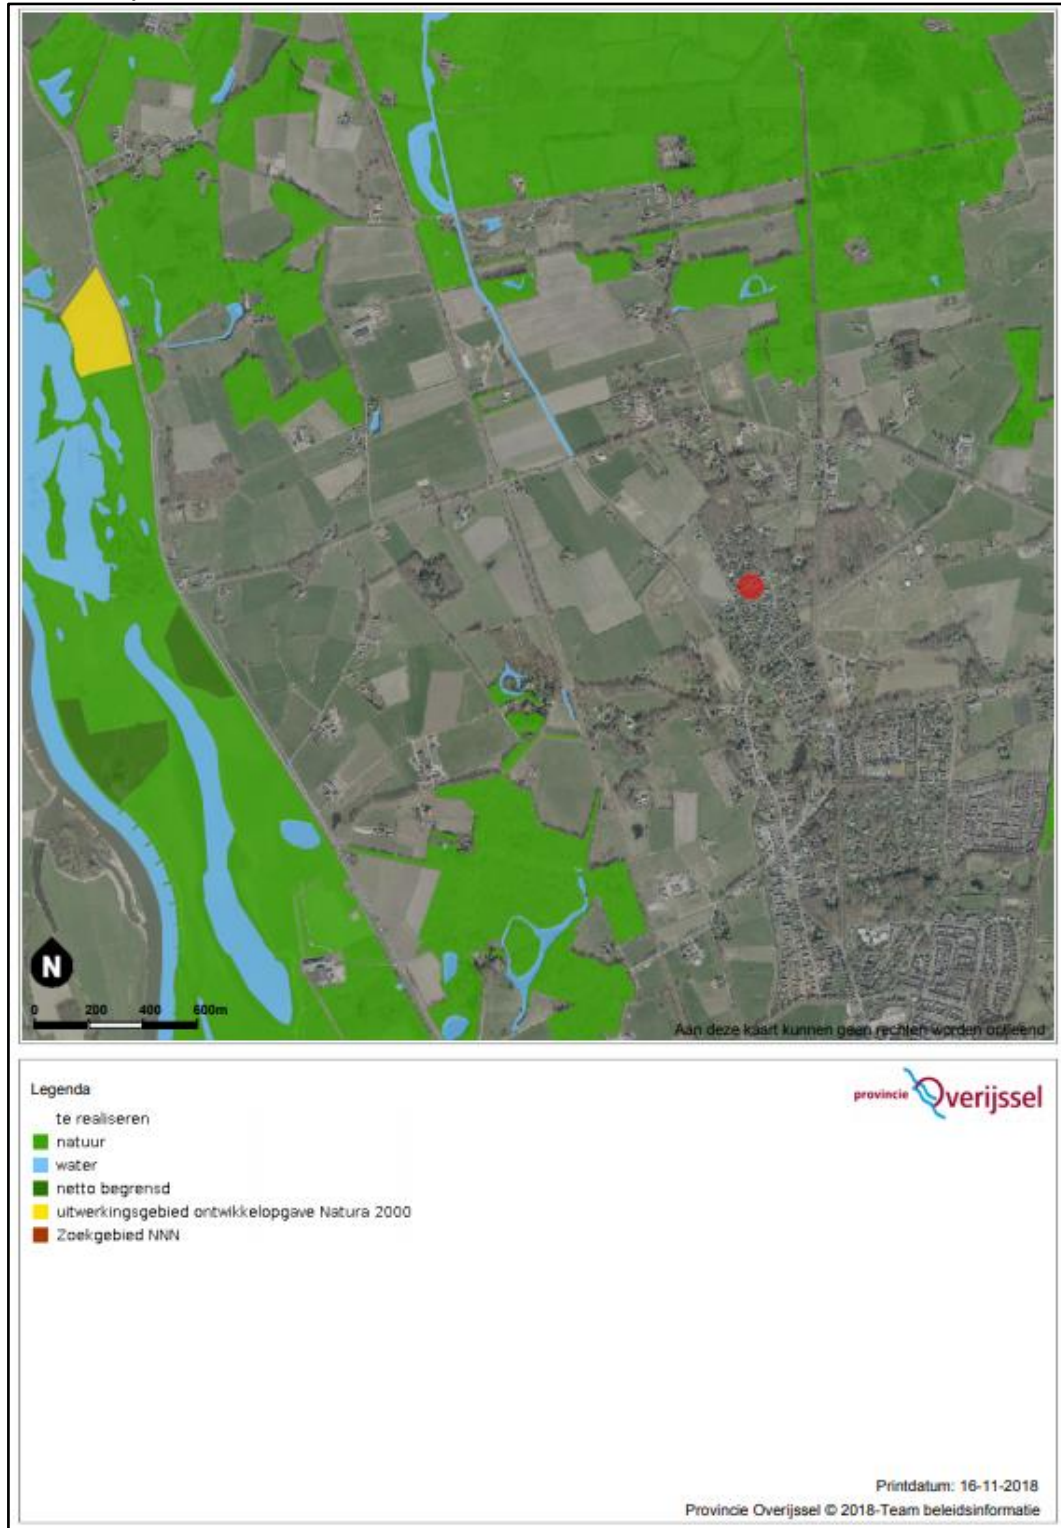 N
0 200 400 600m
Aan deze kaart kunnen geen rechten worden ontleend
Legenda
provincie Overijssel
te realiseren
natuur
water
netto begrensd
uitwerkingsgebied ontwikkelopgave Natura 2000
Zoekgebied NNN
Printdatum: 16-11-2018
Provincie Overijssel © 2018-Team beleidsinformatie